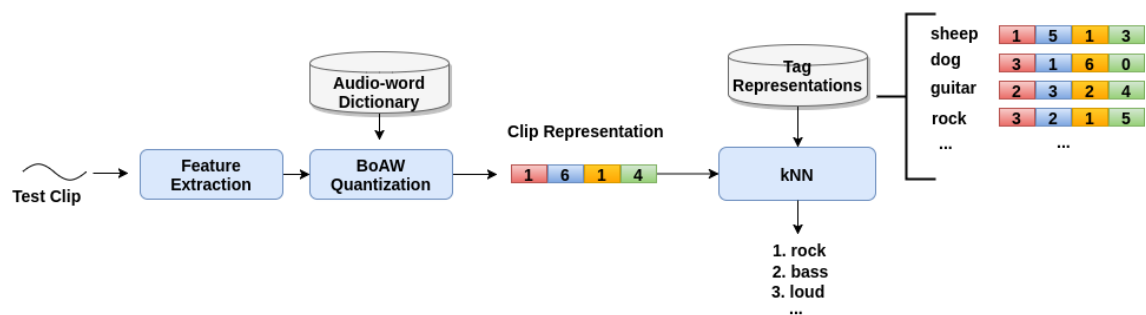 Test Clip
Feature
Extraction
Audio-word
Dictionary
BoAW
Quantization
Clip Representation
1 6 1 4
Tag
Representations
kNN
1. rock
2. bass
3. loud
...
sheep 1 5 1 3
dog 3 1 6 0
guitar 2 3 2 4
rock 3 2 1 5
... ...